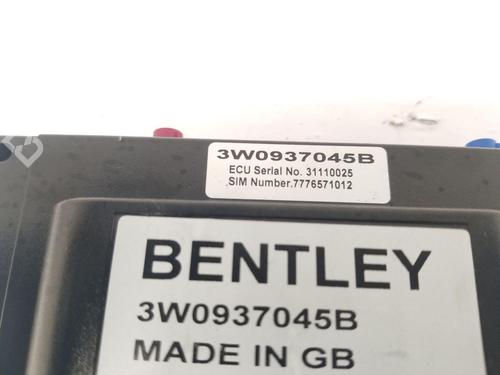 3W0937045B
ECU Serial No. 31110025
SIM Number.7776571012
BENTLEY
3W0937045B
MADE IN GB